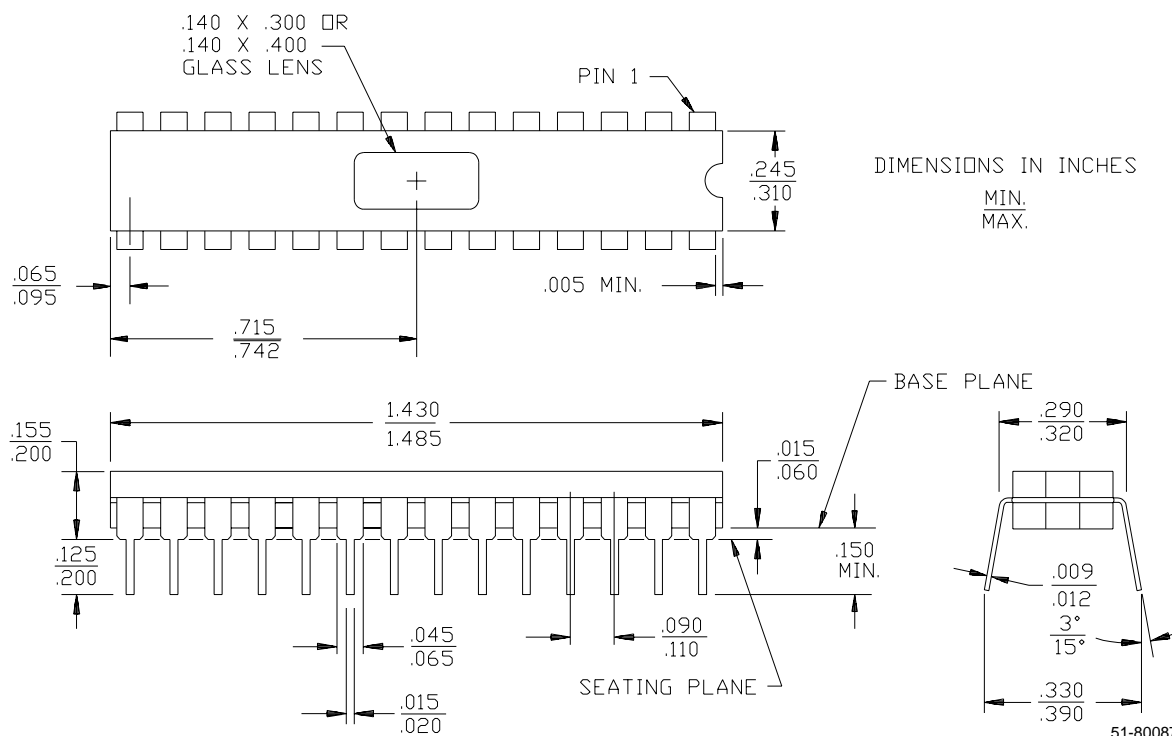 .140 X .300 OR
.140 X .400
GLASS LENS
PIN 1
DIMENSIONS IN INCHES
MIN.
MAX.
.245
.310
.065
.095
.005 MIN.
.715
.742
BASE PLANE
1.430
1.485
.290
.320
.155
.200
.015
.060
.125
.200
.150
MIN.
.009
.012
3°
15°
.045
.065
.090
.110
SEATING PLANE
.015
.020
.330
.390
51-80087